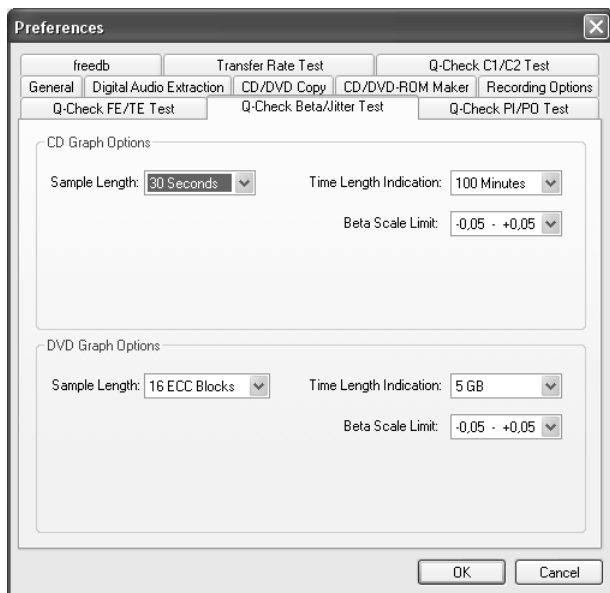 Preferences
freedb Transfer Rate Test Q-Check C1/C2 Test
General Digital Audio Extraction CD/DVD Copy CD/DVD-ROM Maker Recording Options
Q-Check FE/TE Test Q-Check Beta/Jitter Test Q-Check PI/PO Test
CD Graph Options
Sample Length: 30 Seconds Time Length Indication: 100 Minutes
Beta Scale Limit: -0,05 - +0,05
DVD Graph Options
Sample Length: 16 ECC Blocks Time Length Indication: 5 GB
Beta Scale Limit: -0,05 - +0,05
OK Cancel